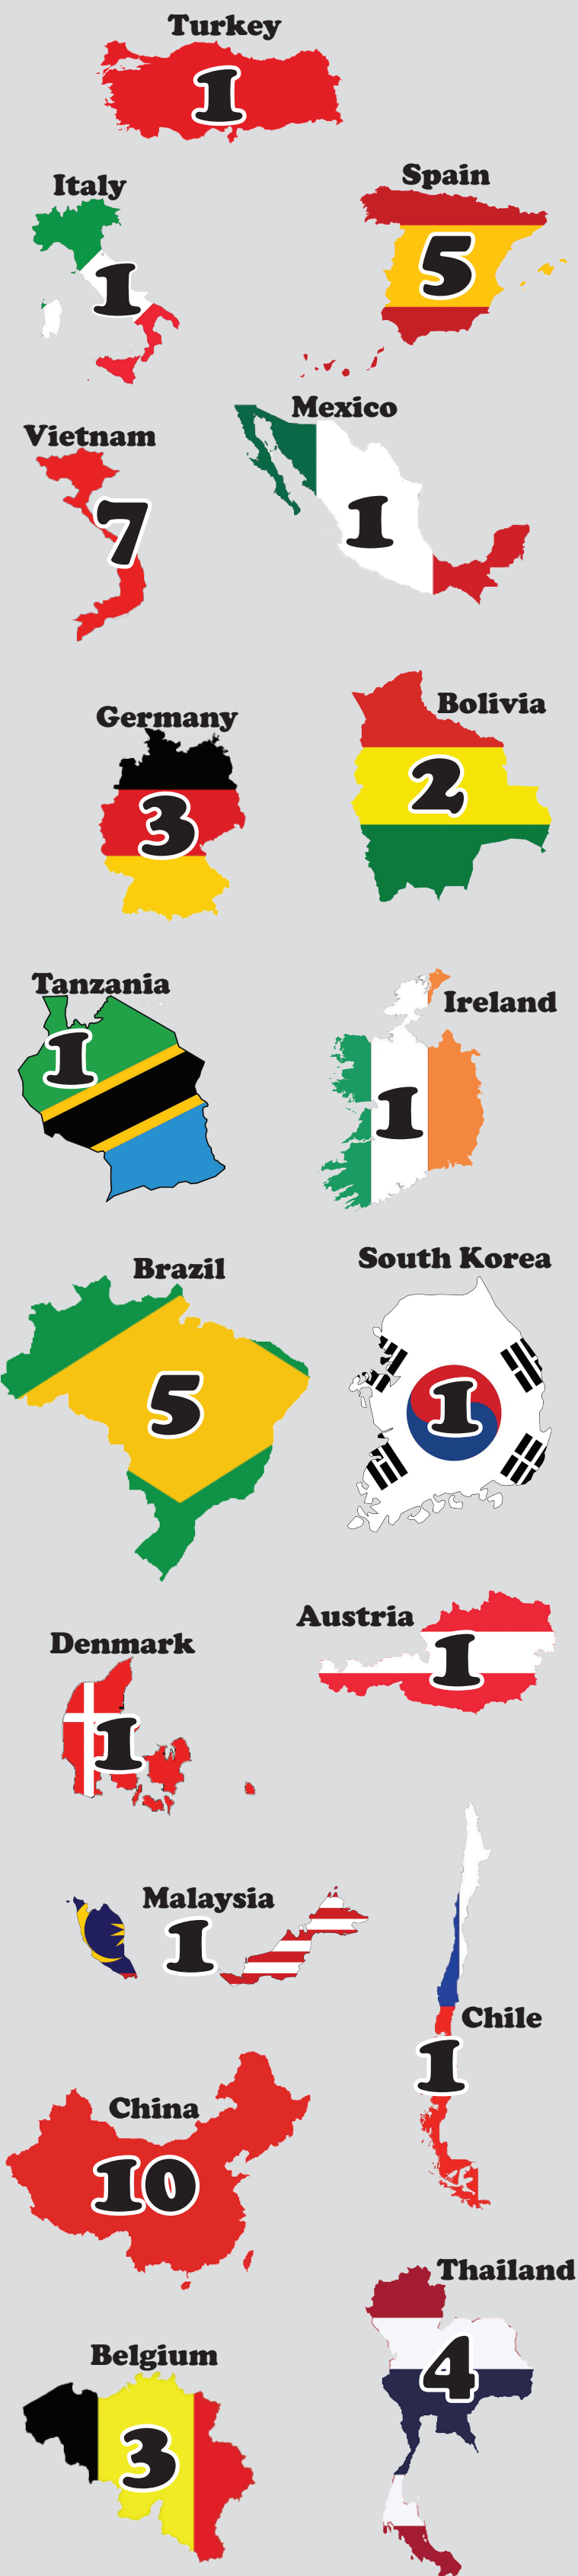 Turkey
1
Italy
1
Spain
5
Vietnam
7
Mexico
1
Germany
3
Bolivia
2
Tanzania
1
Ireland
1
Brazil
5
South Korea
1
Austria
1
Denmark
1
Malaysia
1
Chile
1
China
10
Thailand
4
Belgium
3